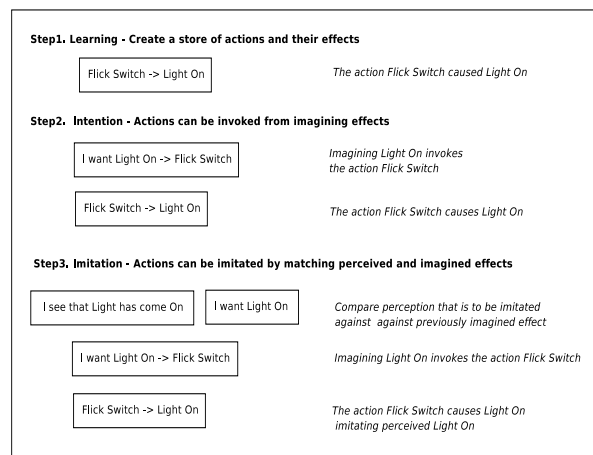 Step1. Learning - Create a store of actions and their effects
Flick Switch -> Light On
The action Flick Switch caused Light On
Step2. Intention - Actions can be invoked from imagining effects
I want Light On -> Flick Switch
Imagining Light On invokes
the action Flick Switch
Flick Switch -> Light On
The action Flick Switch causes Light On
Step3. Imitation - Actions can be imitated by matching perceived and imagined effects
I see that Light has come On
I want Light On
Compare perception that is to be imitated
against against previously imagined effect
I want Light On -> Flick Switch
Imagining Light On invokes the action Flick Switch
Flick Switch -> Light On
The action Flick Switch causes Light On
imitating perceived Light On